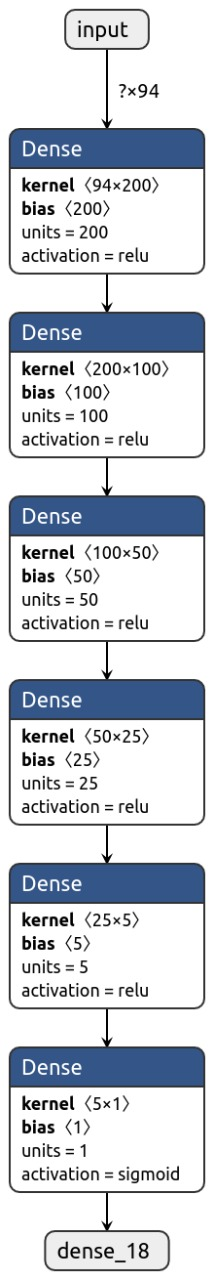 input
?×94
Dense
kernel 〈94×200〉
bias 〈200〉
units = 200
activation = relu
Dense
kernel 〈200×100〉
bias 〈100〉
units = 100
activation = relu
Dense
kernel 〈100×50〉
bias 〈50〉
units = 50
activation = relu
Dense
kernel 〈50×25〉
bias 〈25〉
units = 25
activation = relu
Dense
kernel 〈25×5〉
bias 〈5〉
units = 5
activation = relu
Dense
kernel 〈5×1〉
bias 〈1〉
units = 1
activation = sigmoid
dense_18